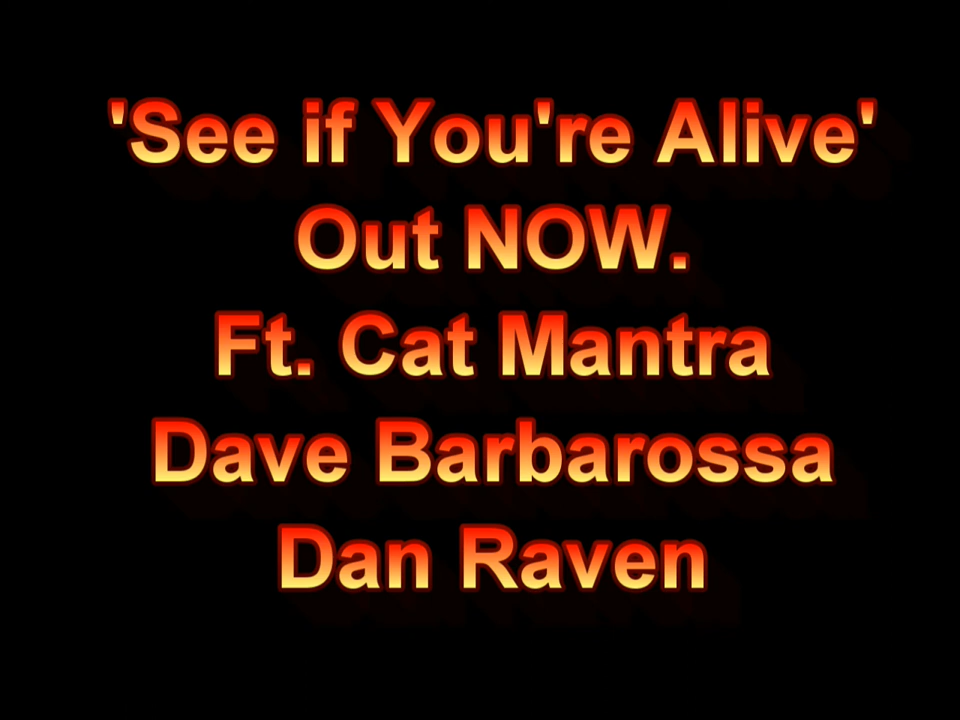 'See if You're Alive'
Out NOW.
Ft. Cat Mantra
Dave Barbarossa
Dan Raven